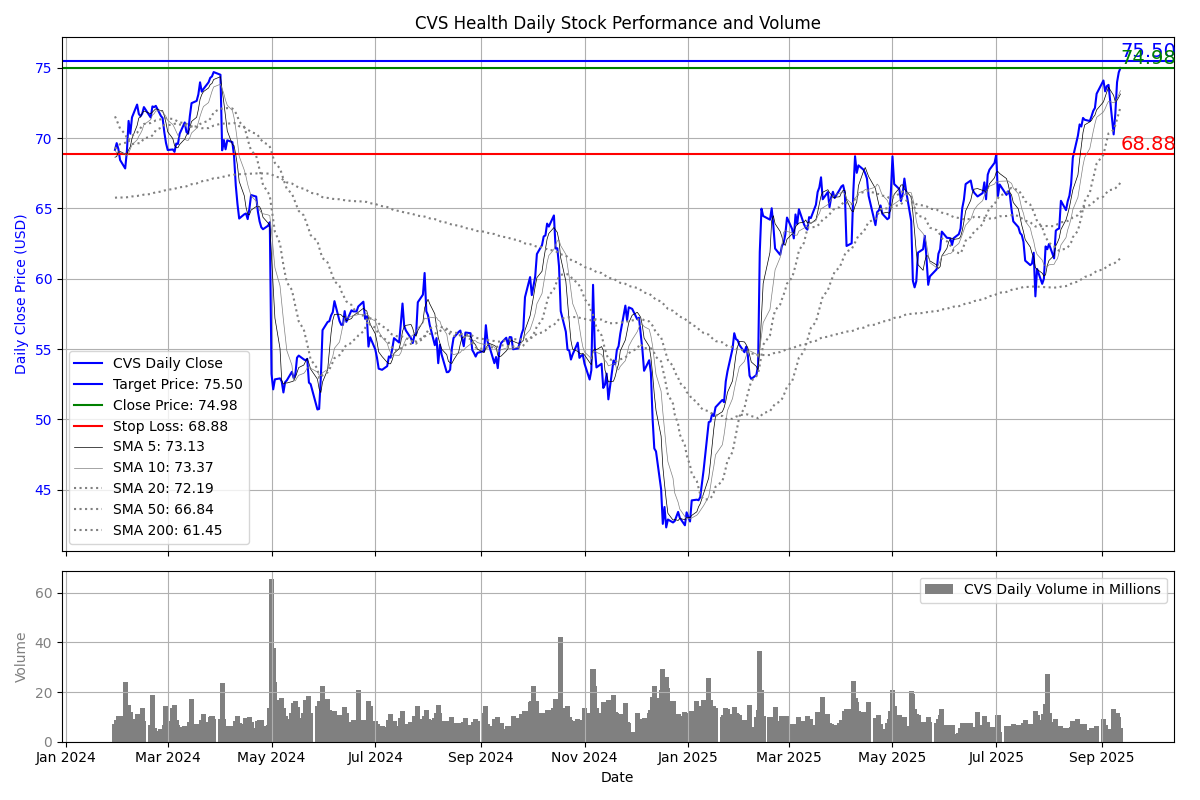 CVS Health Daily Stock Performance and Volume
75.50
74.98
68.88
Daily Close Price (USD)
75
70
65
60
55
50
45
CVS Daily Close
Target Price: 75.50
Close Price: 74.98
Stop Loss: 68.88
SMA 5: 73.13
SMA 10: 73.37
SMA 20: 72.19
SMA 50: 66.84
SMA 200: 61.45
CVS Daily Volume in Millions
Volume
60
40
20
0
Jan 2024 Mar 2024 May 2024 Jul 2024 Sep 2024 Nov 2024 Jan 2025 Mar 2025 May 2025 Jul 2025 Sep 2025
Date